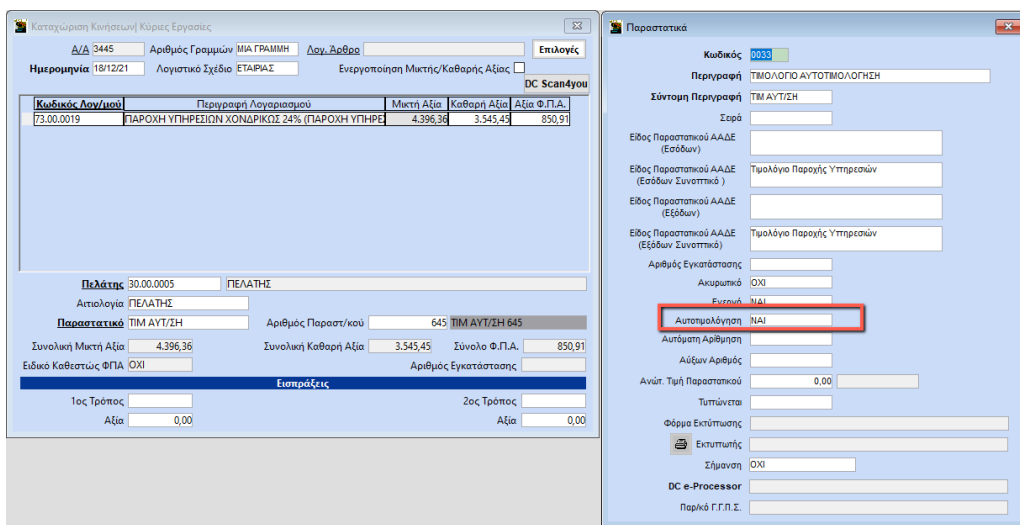 Καταχώριση Κινήσεων| Κύριες Εργασίες
Α/Α 3445 Αριθμός Γραμμών ΜΙΑ ΓΡΑΜΜΗ Λογ. Άρθρο Επιλογές
Ημερομηνία 18/12/21 Λογιστικό Σχέδιο ΕΤΑΙΡΙΑΣ Ενεργοποίηση Μικτής/Καθαρής Αξίας
DC Scan4you
Κωδικός Λογ/μού Περιγραφή Λογαριασμού Μικτή Αξία Καθαρή Αξία Αξία Φ.Π.Α.
73.00.0019 ΠΑΡΟΧΗ ΥΠΗΡΕΣΙΩΝ ΧΟΝΔΡΙΚΩΣ 24% (ΠΑΡΟΧΗ ΥΠΗΡΕΣ 4.396,36 3.545,45 850,91
Πελάτης 30.00.0005 ΠΕΛΑΤΗΣ
Αιτιολογία ΠΕΛΑΤΗΣ
Παραστατικό ΤΙΜ ΑΥΤ/ΣΗ Αριθμός Παραστ/κού 645 ΤΙΜ ΑΥΤ/ΣΗ 645
Συνολική Μικτή Αξία 4.396,36 Συνολική Καθαρή Αξία 3.545,45 Σύνολο Φ.Π.Α. 850,91
Ειδικό Καθεστώς ΦΠΑ ΟΧΙ Αριθμός Εγκατάστασης
Εισπράξεις
1ος Τρόπος 2ος Τρόπος
Αξία 0,00 Αξία 0,00
Παραστατικά
Κωδικός 0033
Περιγραφή ΤΙΜΟΛΟΓΙΟ ΑΥΤΟΤΙΜΟΛΟΓΗΣΗ
Σύντομη Περιγραφή ΤΙΜ ΑΥΤ/ΣΗ
Σειρά
Είδος Παραστατικού ΑΑΔΕ
(Εσόδων)
Είδος Παραστατικού ΑΑΔΕ Τιμολόγιο Παροχής Υπηρεσιών
(Εσόδων Συνοπτικό )
Είδος Παραστατικού ΑΑΔΕ
(Εξόδων)
Είδος Παραστατικού ΑΑΔΕ Τιμολόγιο Παροχής Υπηρεσιών
(Εξόδων Συνοπτικό)
Αριθμός Εγκατάστασης
Ακυρωτικό ΟΧΙ
Ενεργό ΝΑΙ
Αυτοτιμολόγηση ΝΑΙ
Αυτόματη Αρίθμηση
Αύξων Αριθμός
Ανώτ. Τιμή Παραστατικού 0,00
Τυπώνεται
Φόρμα Εκτύπωσης
Εκτυπωτής
Σήμανση ΟΧΙ
DC e-Processor
Παρ/κό Γ.Γ.Π.Σ.